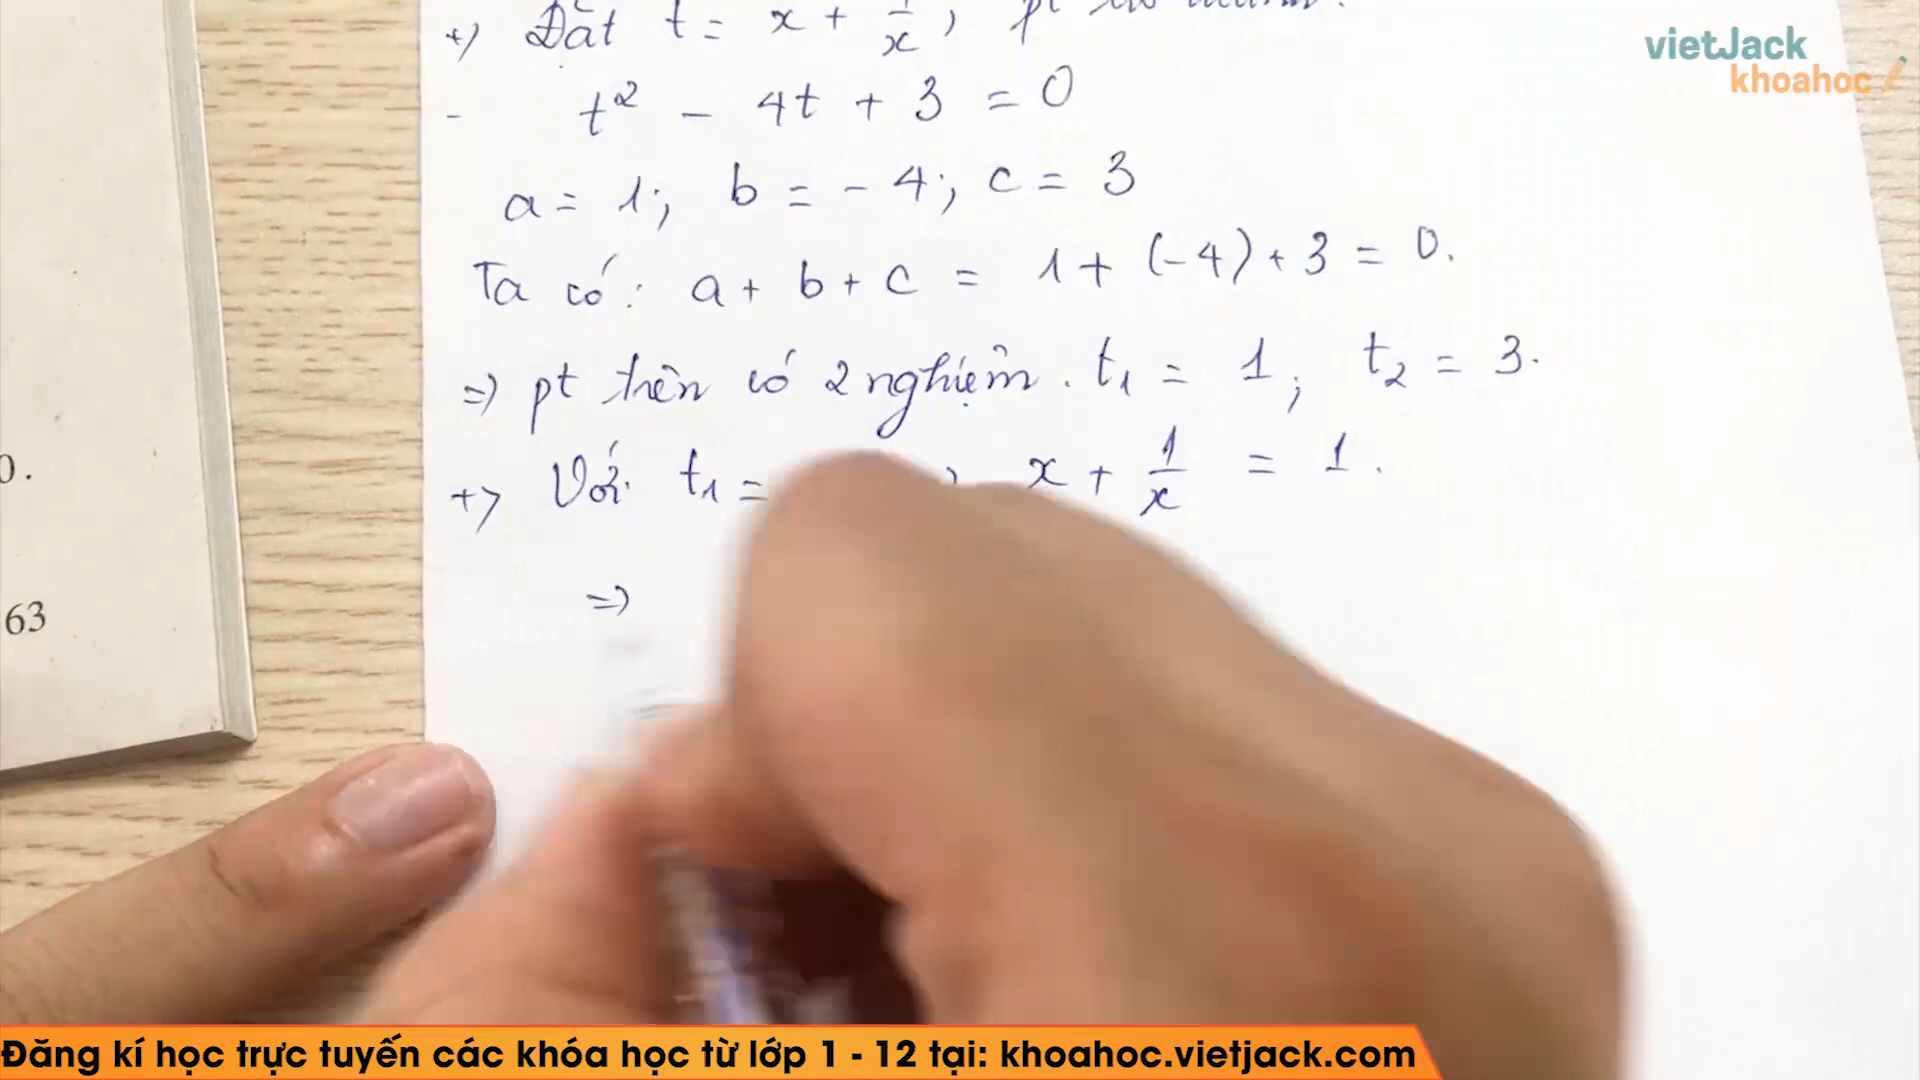 +) Đặt t = x + 1/x, pt
- t² - 4t + 3 = 0
a = 1; b = -4; c = 3
Ta có: a + b + c = 1 + (-4) + 3 = 0.
=> pt trên có 2 nghiệm. t₁ = 1; t₂ = 3.
+) Với t₁ = x + 1/x = 1.
=>
0.
63
vietJack
khoahoc
Đăng kí học trực tuyến các khóa học từ lớp 1 - 12 tại: khoahoc.vietjack.com